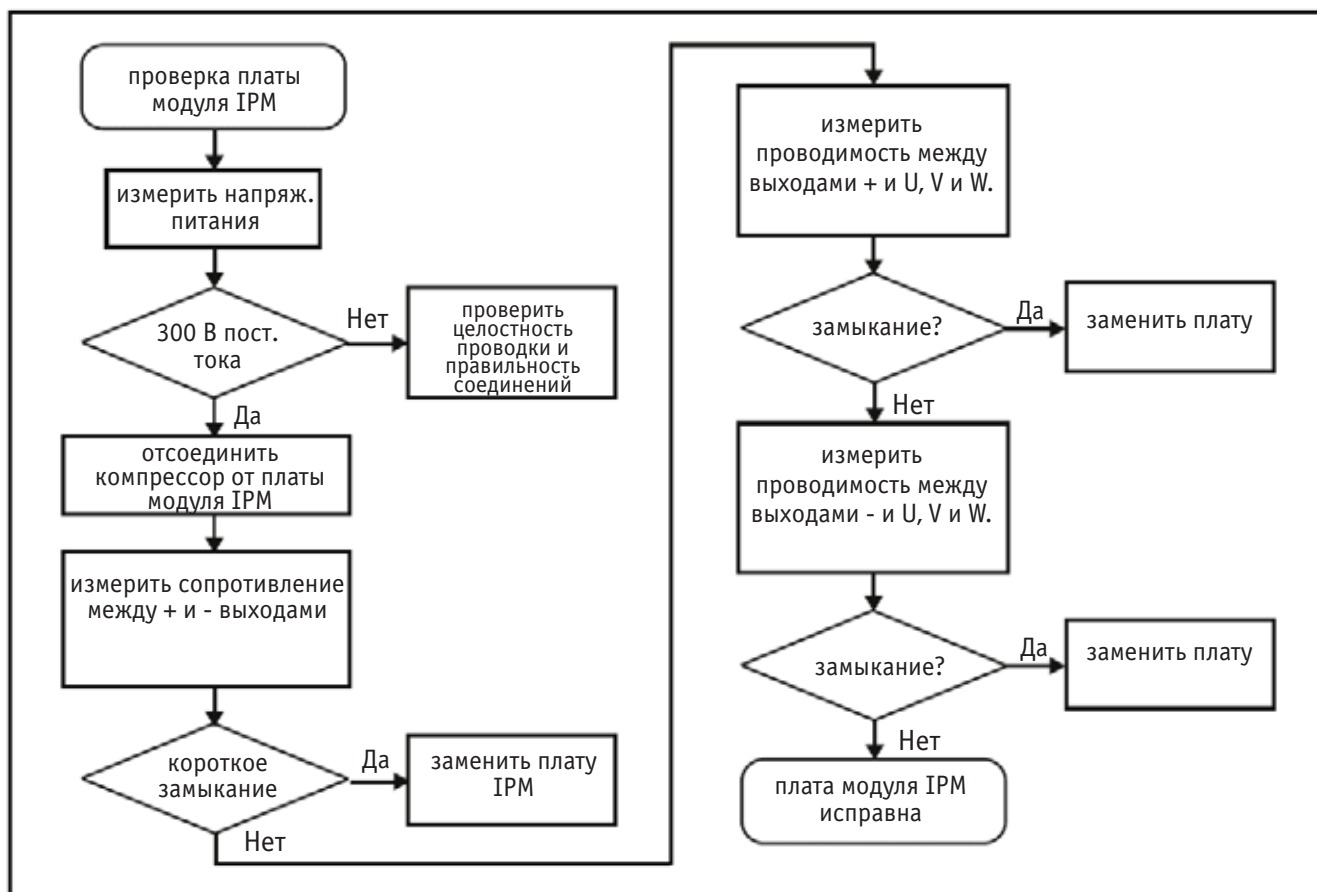 проверка платы
модуля IPM
измерить напряж.
питания
300 В пост.
тока
Нет
проверить
целостность
проводки и
правильность
соединений
Да
отсоединить
компрессор от платы
модуля IPM
измерить сопротивление
между + и - выходами
короткое
замыкание
Да
заменить плату
IPM
Нет
измерить
проводимость между
выходами + и U, V и W.
замыкание?
Да
заменить плату
Нет
измерить
проводимость между
выходами - и U, V и W.
замыкание?
Да
заменить плату
Нет
плата модуля IPM
исправна